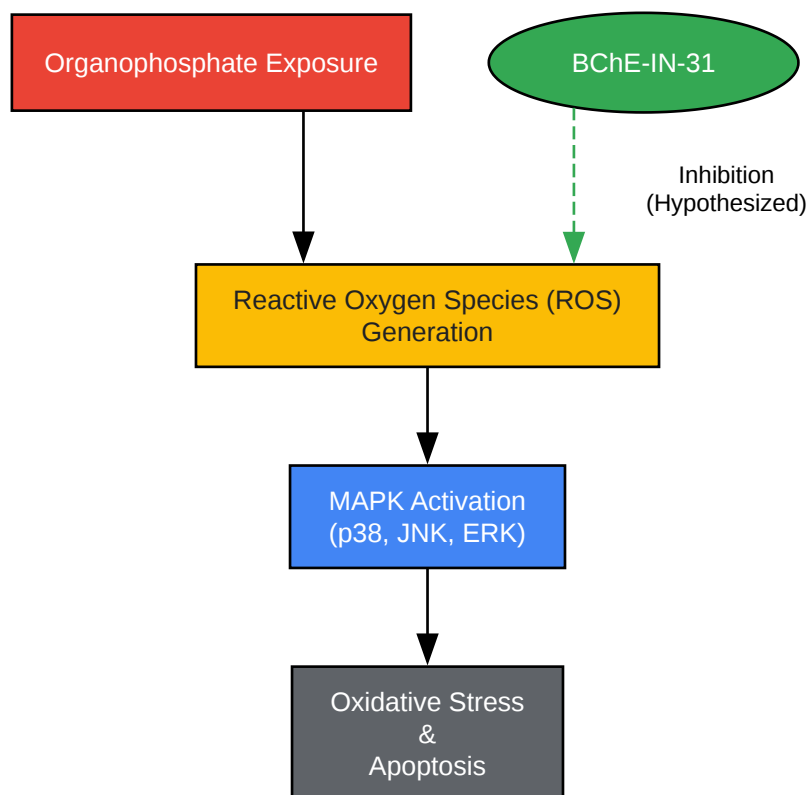 Organophosphate Exposure
BChE-IN-31
Inhibition
(Hypothesized)
Reactive Oxygen Species (ROS)
Generation
MAPK Activation
(p38, JNK, ERK)
Oxidative Stress
&
Apoptosis